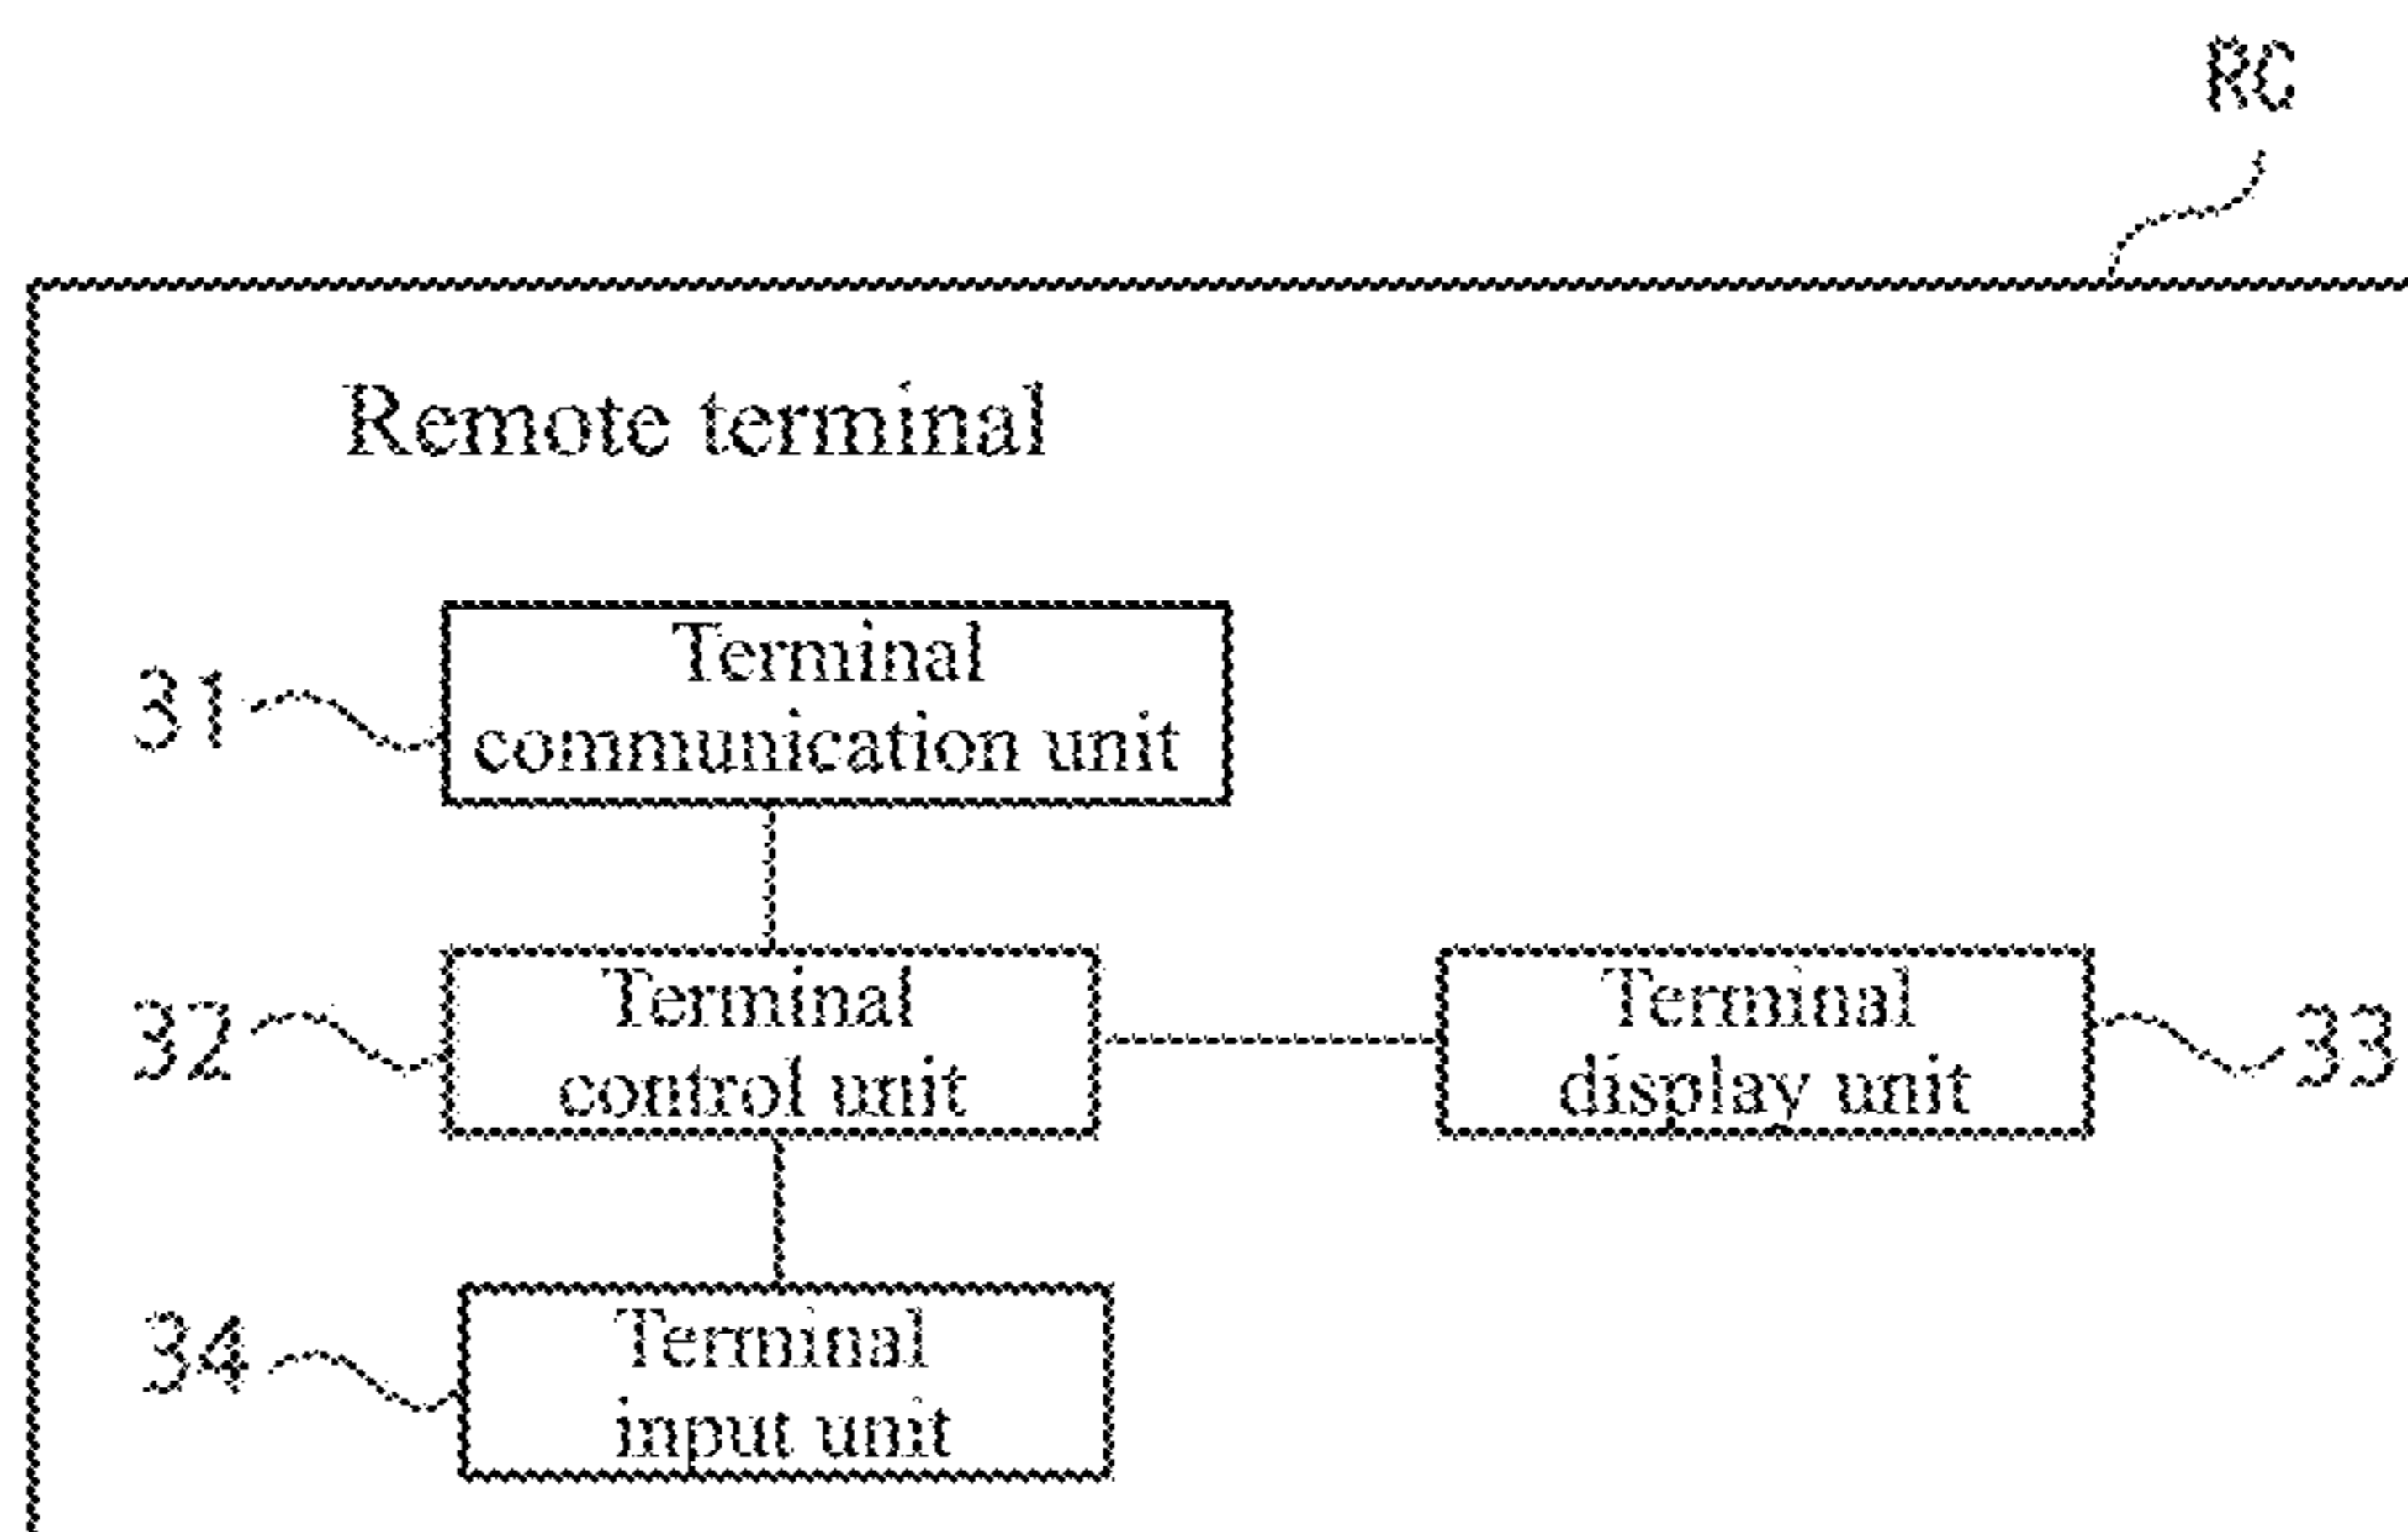 RC
Remote terminal
31
Terminal
communication unit
32
Terminal
control unit
Terminal
display unit
33
34
Terminal
input unit